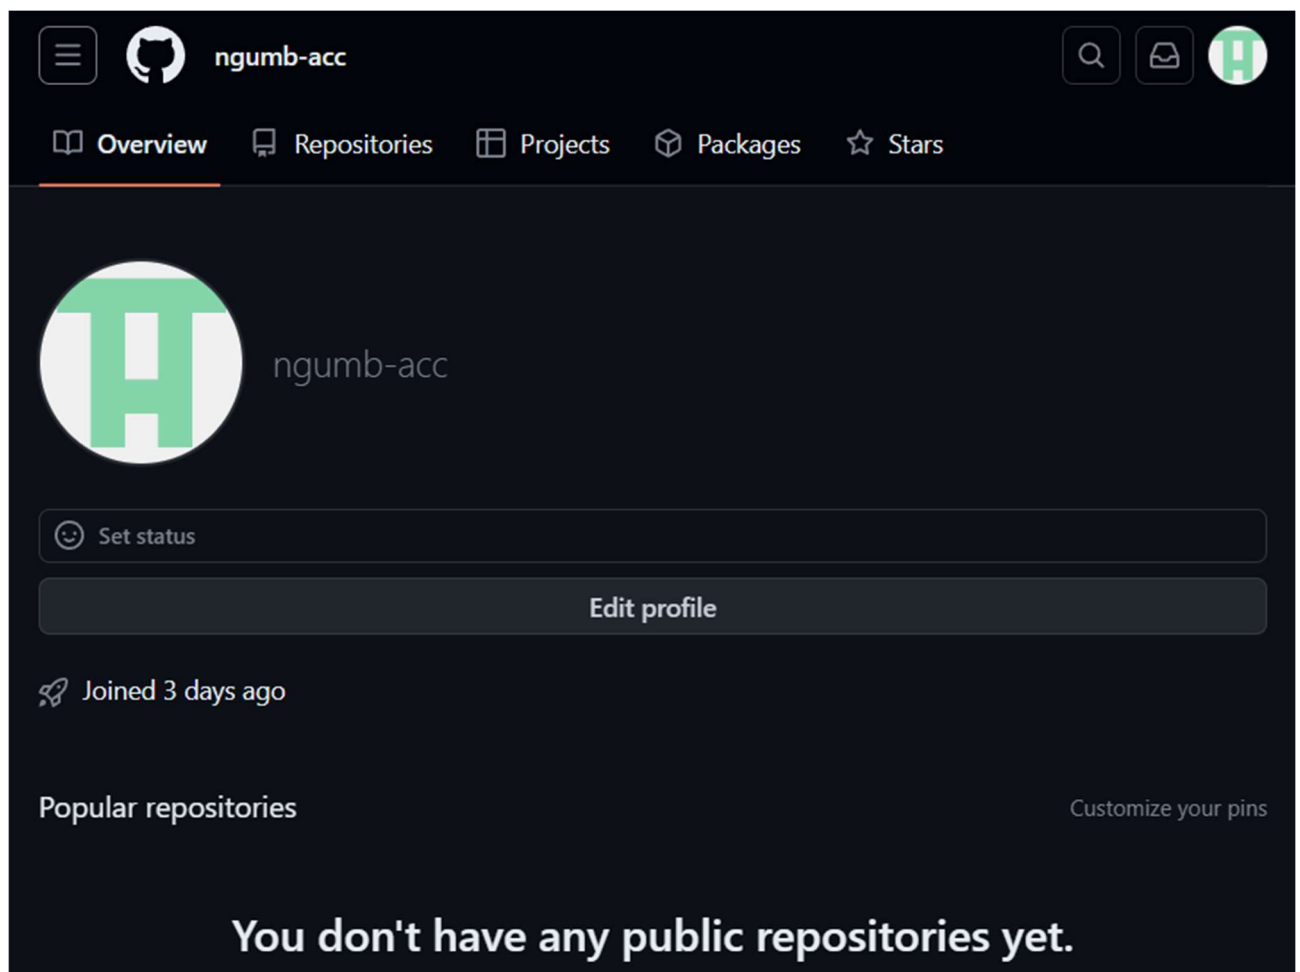 ngumb-acc
Overview Repositories Projects Packages Stars
ngumb-acc
Set status
Edit profile
Joined 3 days ago
Popular repositories Customize your pins
You don't have any public repositories yet.